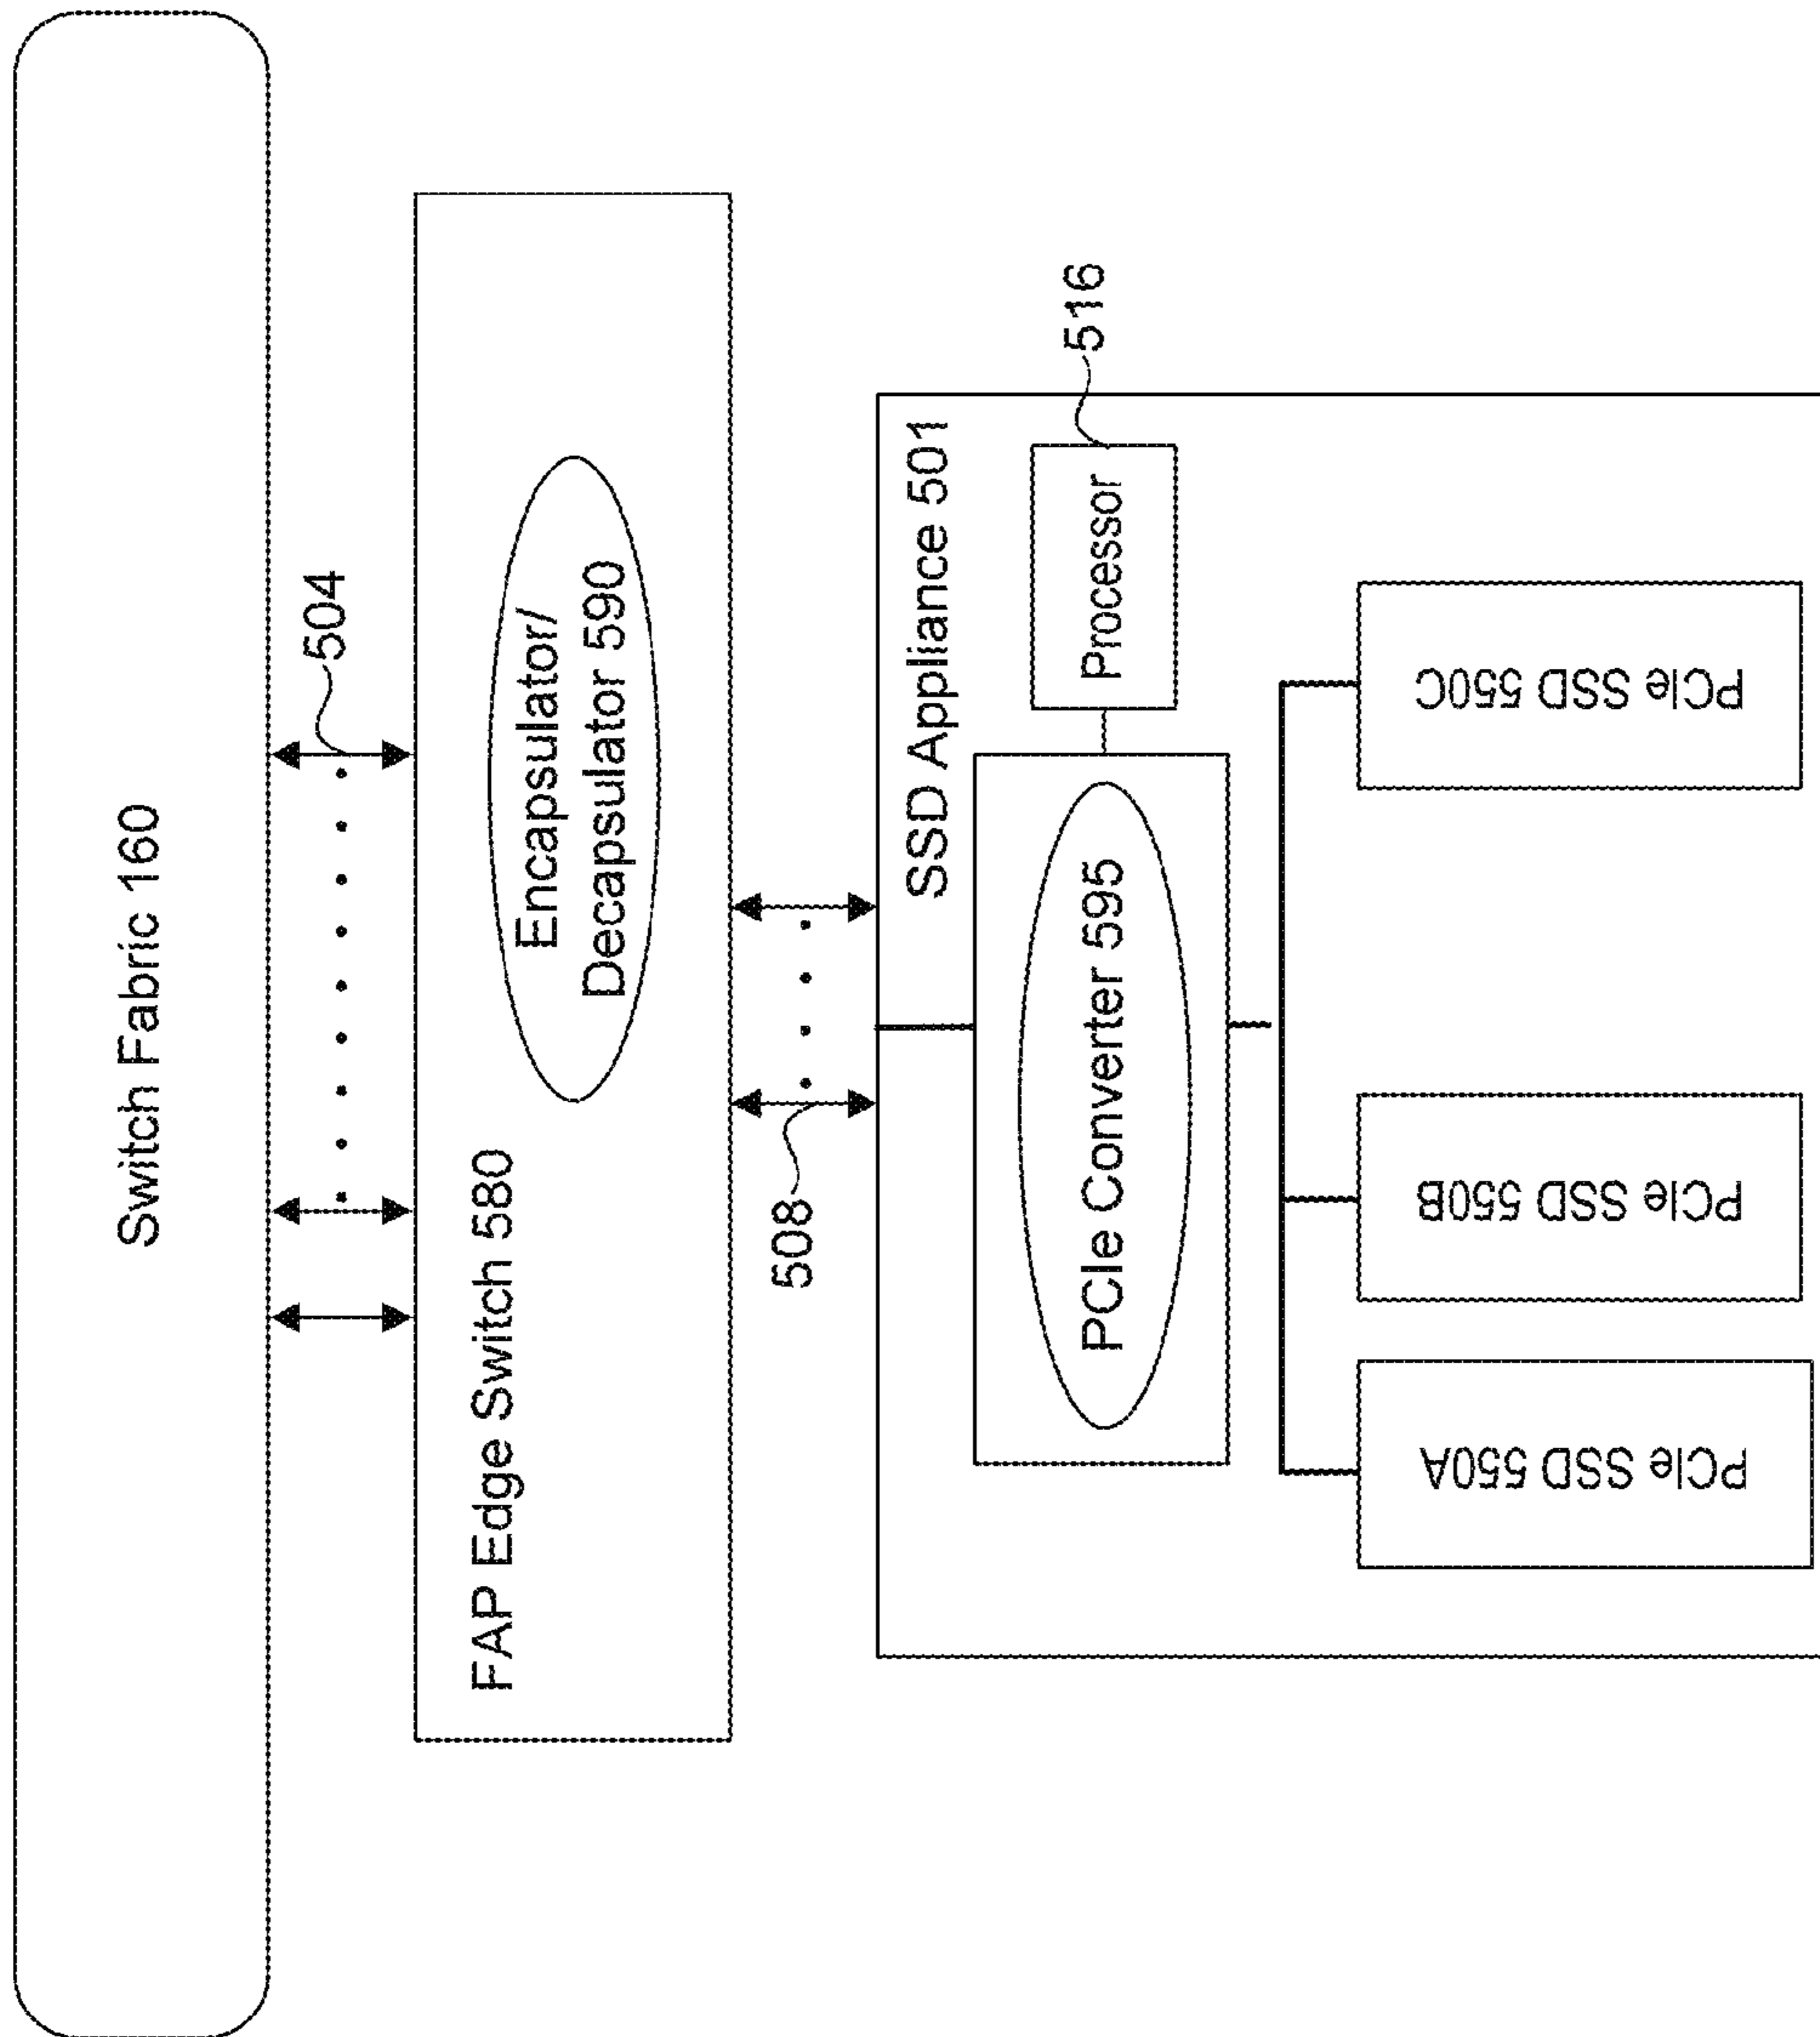 Switch Fabric 160
504
FAP Edge Switch 580
Encapsulator/
Decapsulator 590
508
SSD Appliance 501
PCIe Converter 595
Processor
516
PCIe SSD 550A
PCIe SSD 550B
PCIe SSD 550C